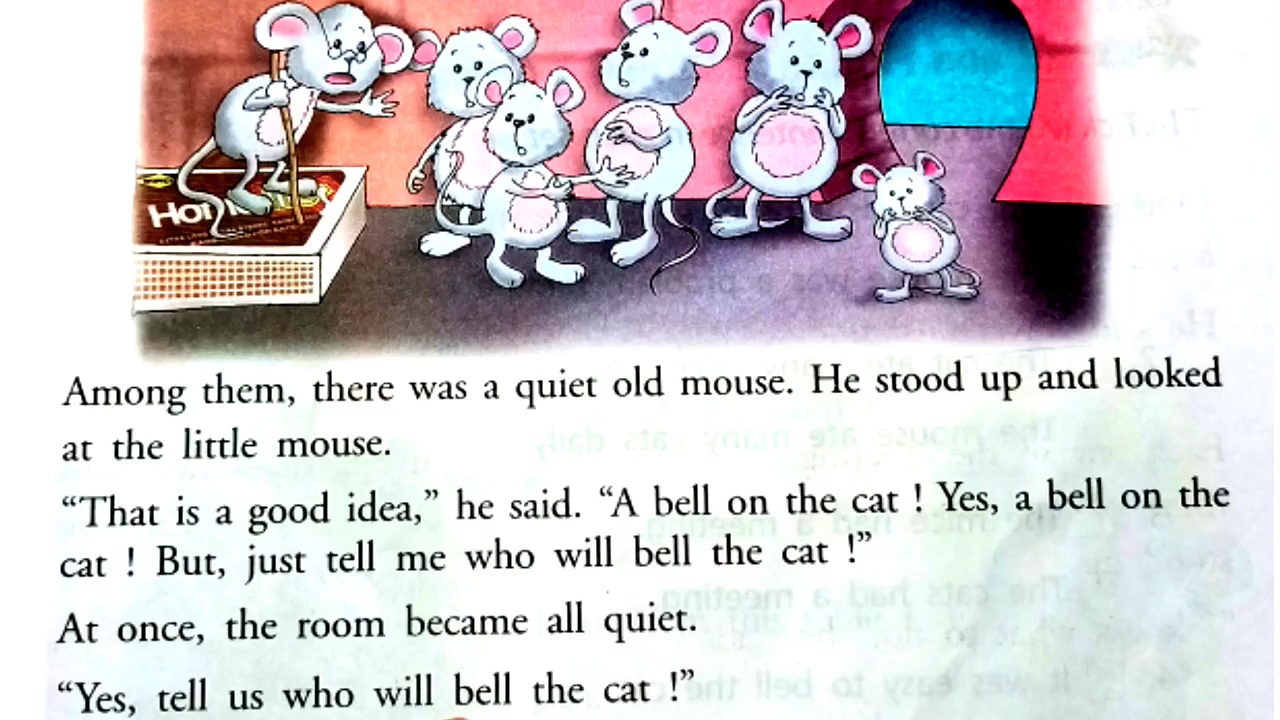 Among them, there was a quiet old mouse. He stood up and looked
at the little mouse.
“That is a good idea,” he said. “A bell on the cat ! Yes, a bell on the
cat ! But, just tell me who will bell the cat !”
At once, the room became all quiet.
“Yes, tell us who will bell the cat !”